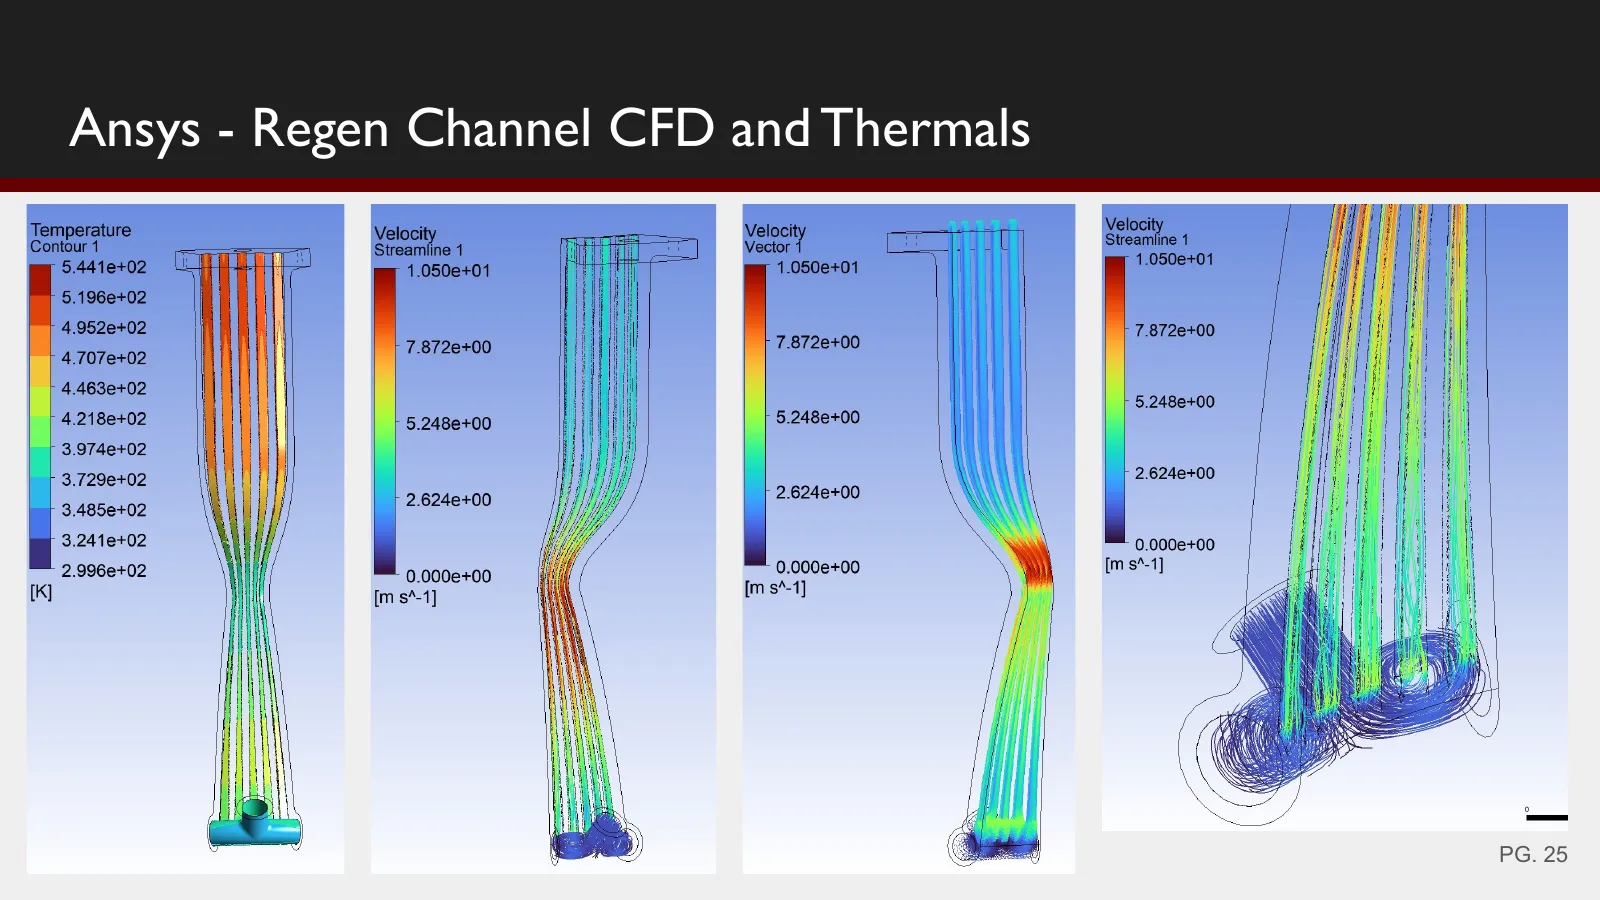 Ansys - Regen Channel CFD and Thermals
Temperature
Contour 1
5.441e+02
5.196e+02
4.952e+02
4.707e+02
4.463e+02
4.218e+02
3.974e+02
3.729e+02
3.485e+02
3.241e+02
2.996e+02
[K]
Velocity
Streamline 1
1.050e+01
7.872e+00
5.248e+00
2.624e+00
0.000e+00
[m s^-1]
Velocity
Vector 1
1.050e+01
7.872e+00
5.248e+00
2.624e+00
0.000e+00
[m s^-1]
Velocity
Streamline 1
1.050e+01
7.872e+00
5.248e+00
2.624e+00
0.000e+00
[m s^-1]
0
PG. 25